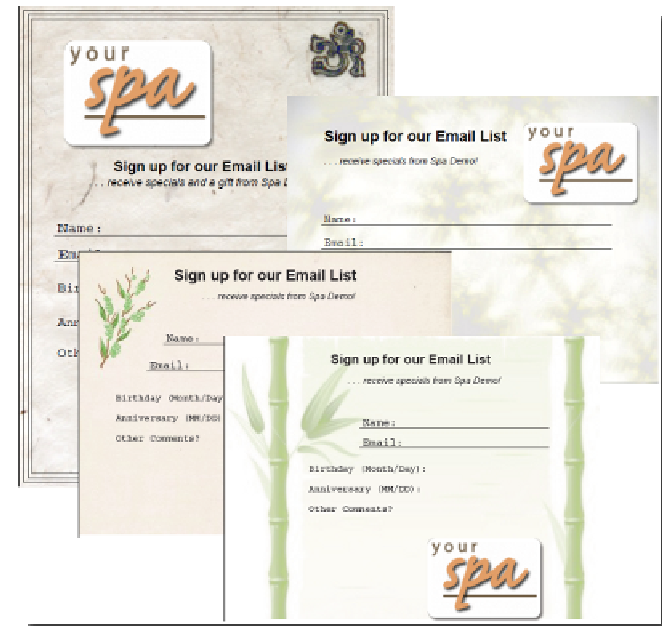 your
spa
Sign up for our Email Lis
. . . receive specials and a gift from Spa
Name:
Em
Bi
Ann
Oth
Sign up for our Email List
. . . receive specials from Spa Demo!
your
spa
Name:
Email:
Sign up for our Email List
. . . receive specials from Spa Demo!
Name:
Email:
Birthday (Month/Day
Anniversary (MM/DD)
Other Comments?
Sign up for our Email List
. . . receive specials from Spa Demo!
Name:
Email:
Birthday (Month/Day):
Anniversary (MM/DD):
Other Comments?
your
spa